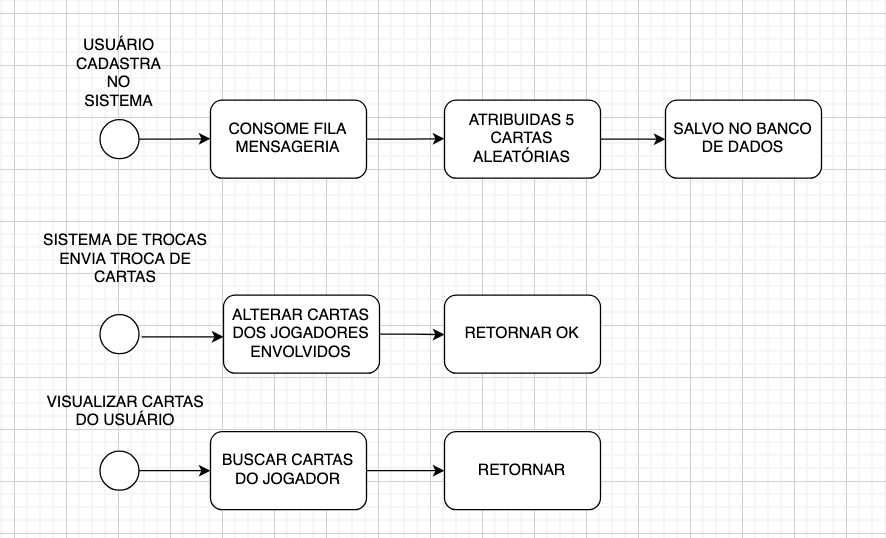 USUÁRIO
CADASTRA
NO
SISTEMA
CONSOME FILA
MENSAGERIA
ATRIBUIDAS 5
CARTAS
ALEATÓRIAS
SALVO NO BANCO
DE DADOS
SISTEMA DE TROCAS
ENVIA TROCA DE
CARTAS
ALTERAR CARTAS
DOS JOGADORES
ENVOLVIDOS
RETORNAR OK
VISUALIZAR CARTAS
DO USUÁRIO
BUSCAR CARTAS
DO JOGADOR
RETORNAR